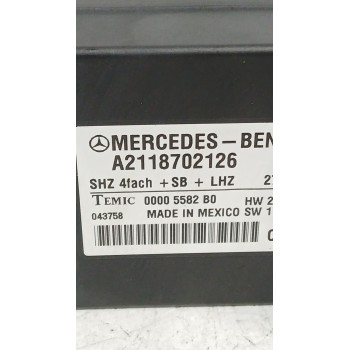 MERCEDES-BEN
A2118702126
SHZ 4fach + SB + LHZ 2
TEMIC 0000 5582 B0 HW 2
043758 MADE IN MEXICO SW 1